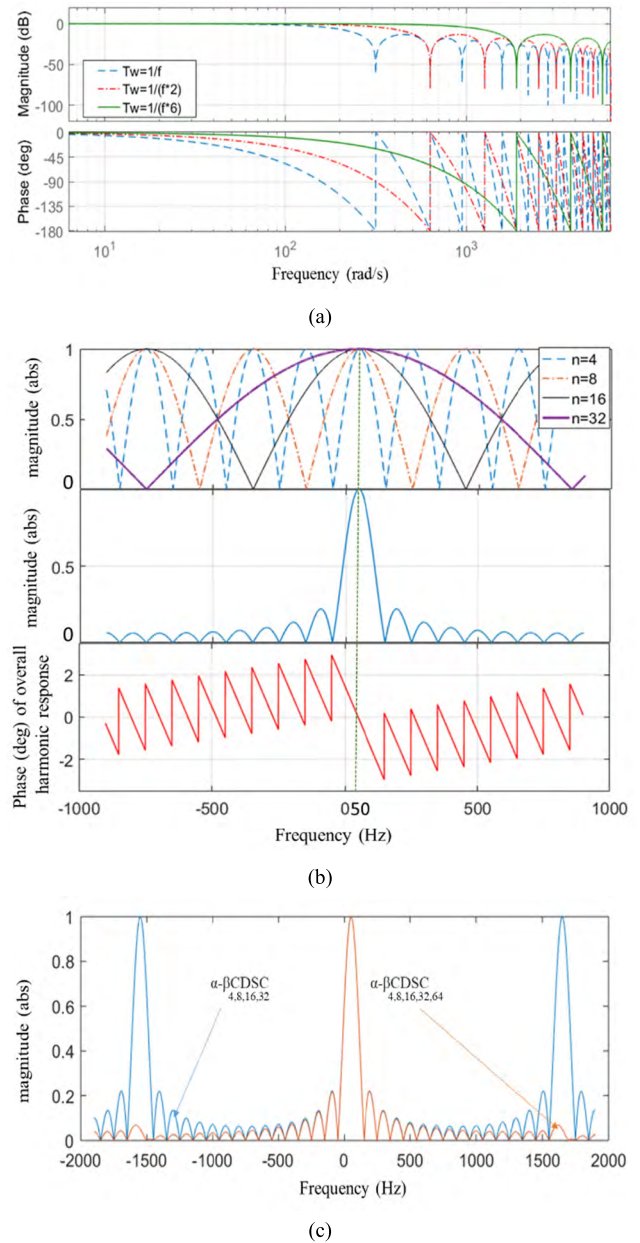 Magnitude (dB)
0
-50
-100
Tw=1/f
Tw=1/(f*2)
Tw=1/(f*6)
Phase (deg)
0
-45
-90
-135
-180
10¹
10²
10³
Frequency (rad/s)
(a)
magnitude (abs)
1
0.5
0
n=4
n=8
n=16
n=32
magnitude (abs)
0.5
0
Phase (deg) of overall
harmonic response
2
0
-2
-1000
-500
050
500
1000
Frequency (Hz)
(b)
magnitude (abs)
1
0.8
0.6
0.4
0.2
0
α-βCDSC
4,8,16,32
α-βCDSC
4,8,16,32,64
-2000
-1500
-1000
-500
0
500
1000
1500
2000
Frequency (Hz)
(c)